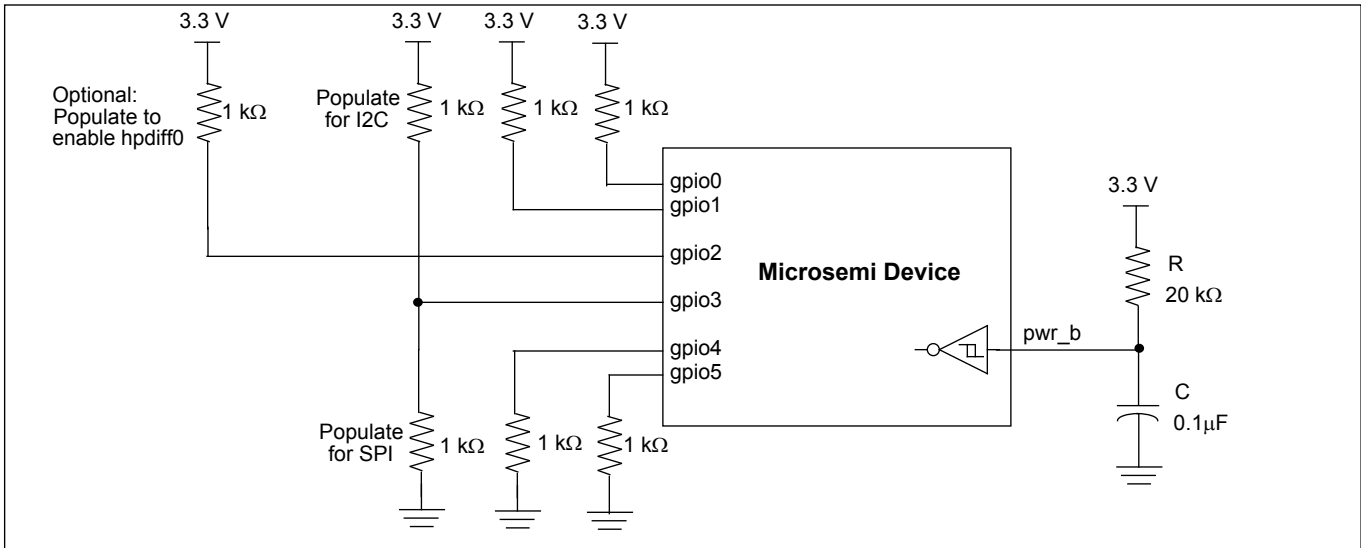 3.3 V
3.3 V
3.3 V
3.3 V
Optional:
Populate to
enable hpdiff0
1 kΩ
Populate
for I2C
1 kΩ
1 kΩ
1 kΩ
gpio0
gpio1
gpio2
gpio3
gpio4
gpio5
Microsemi Device
3.3 V
R
20 kΩ
pwr_b
C
0.1μF
Populate
for SPI
1 kΩ
1 kΩ
1 kΩ